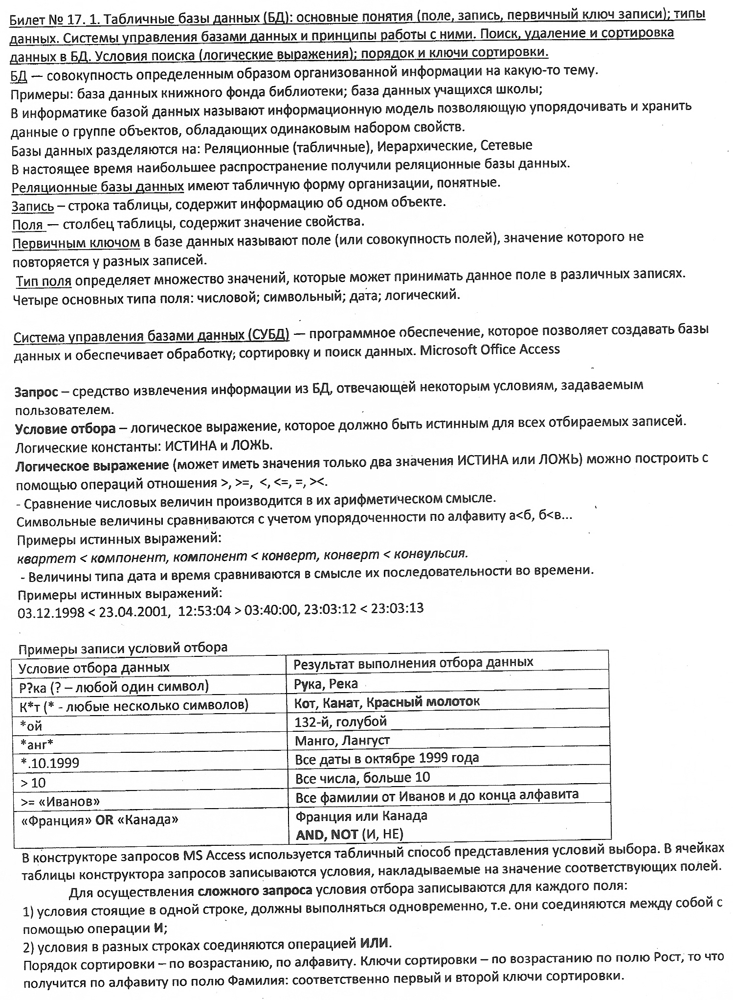 Билет № 17. 1. Табличные базы данных (БД): основные понятия (поле, запись, первичный ключ записи); типы
данных. Системы управления базами данных и принципы работы с ними. Поиск, удаление и сортировка
данных в БД. Условия поиска (логические выражения); порядок и ключи сортировки.
БД — совокупность определенным образом организованной информации на какую-то тему.
Примеры: база данных книжного фонда библиотеки; база данных учащихся школы;
В информатике базой данных называют информационную модель позволяющую упорядочивать и хранить
данные о группе объектов, обладающих одинаковым набором свойств.
Базы данных разделяются на: Реляционные (табличные), Иерархические, Сетевые
В настоящее время наибольшее распространение получили реляционные базы данных.
Реляционные базы данных имеют табличную форму организации, понятные.
Запись – строка таблицы, содержит информацию об одном объекте.
Поля — столбец таблицы, содержит значение свойства.
Первичным ключом в базе данных называют поле (или совокупность полей), значение которого не
повторяется у разных записей.
Тип поля определяет множество значений, которые может принимать данное поле в различных записях.
Четыре основных типа поля: числовой; символьный; дата; логический.
Система управления базами данных (СУБД) — программное обеспечение, которое позволяет создавать базы
данных и обеспечивает обработку, сортировку и поиск данных. Microsoft Office Access
Запрос – средство извлечения информации из БД, отвечающей некоторым условиям, задаваемым
пользователем.
Условие отбора – логическое выражение, которое должно быть истинным для всех отбираемых записей.
Логические константы: ИСТИНА и ЛОЖЬ.
Логическое выражение (может иметь значения только два значения ИСТИНА или ЛОЖЬ) можно построить с
помощью операций отношения >, >=, <, <=, =, ><.
- Сравнение числовых величин производится в их арифметическом смысле.
Символьные величины сравниваются с учетом упорядоченности по алфавиту а<б, б<в...
Примеры истинных выражений:
квартет < компонент, компонент < конверт, конверт < конвульсия.
- Величины типа дата и время сравниваются в смысле их последовательности во времени.
Примеры истинных выражений:
03.12.1998 < 23.04.2001, 12:53:04 > 03:40:00, 23:03:12 < 23:03:13
Примеры записи условий отбора
Условие отбора данных Результат выполнения отбора данных
Р?ка (? – любой один символ) Рука, Река
К*т (* - любые несколько символов) Кот, Канат, Красный молоток
*ой 132-й, голубой
*анг* Манго, Лангуст
*.10.1999 Все даты в октябре 1999 года
> 10 Все числа, больше 10
>= «Иванов» Все фамилии от Иванов и до конца алфавита
«Франция» OR «Канада» Франция или Канада
AND, NOT (И, НЕ)
В конструкторе запросов MS Access используется табличный способ представления условий выбора. В ячейках
таблицы конструктора запросов записываются условия, накладываемые на значение соответствующих полей.
Для осуществления сложного запроса условия отбора записываются для каждого поля:
1) условия стоящие в одной строке, должны выполняться одновременно, т.е. они соединяются между собой с
помощью операции И;
2) условия в разных строках соединяются операцией ИЛИ.
Порядок сортировки – по возрастанию, по алфавиту. Ключи сортировки – по возрастанию по полю Рост, то что
получится по алфавиту по полю Фамилия: соответственно первый и второй ключи сортировки.